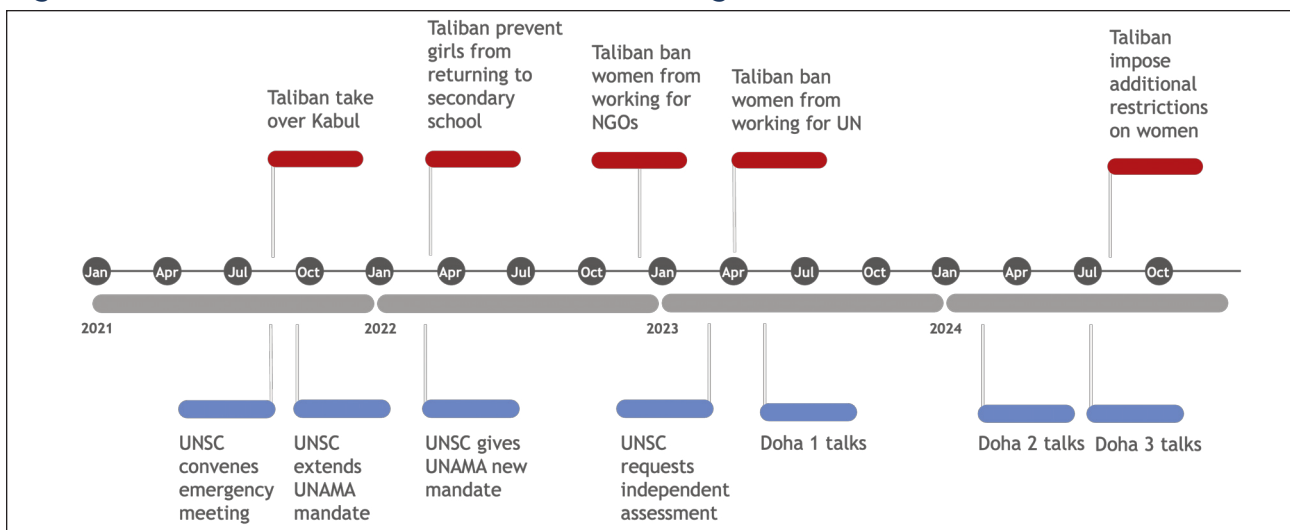 Taliban take
over Kabul
Taliban prevent
girls from
returning to
secondary
school
Taliban ban
women from
working for
NGOs
Taliban ban
women from
working for UN
Taliban
impose
additional
restrictions
on women
Jan Apr Jul Oct Jan Apr Jul Oct Jan Apr Jul Oct Jan Apr Jul Oct
2021 2022 2023 2024
UNSC
convenes
emergency
meeting
UNSC
extends
UNAMA
mandate
UNSC gives
UNAMA new
mandate
UNSC
requests
independent
assessment
Doha 1 talks
Doha 2 talks
Doha 3 talks